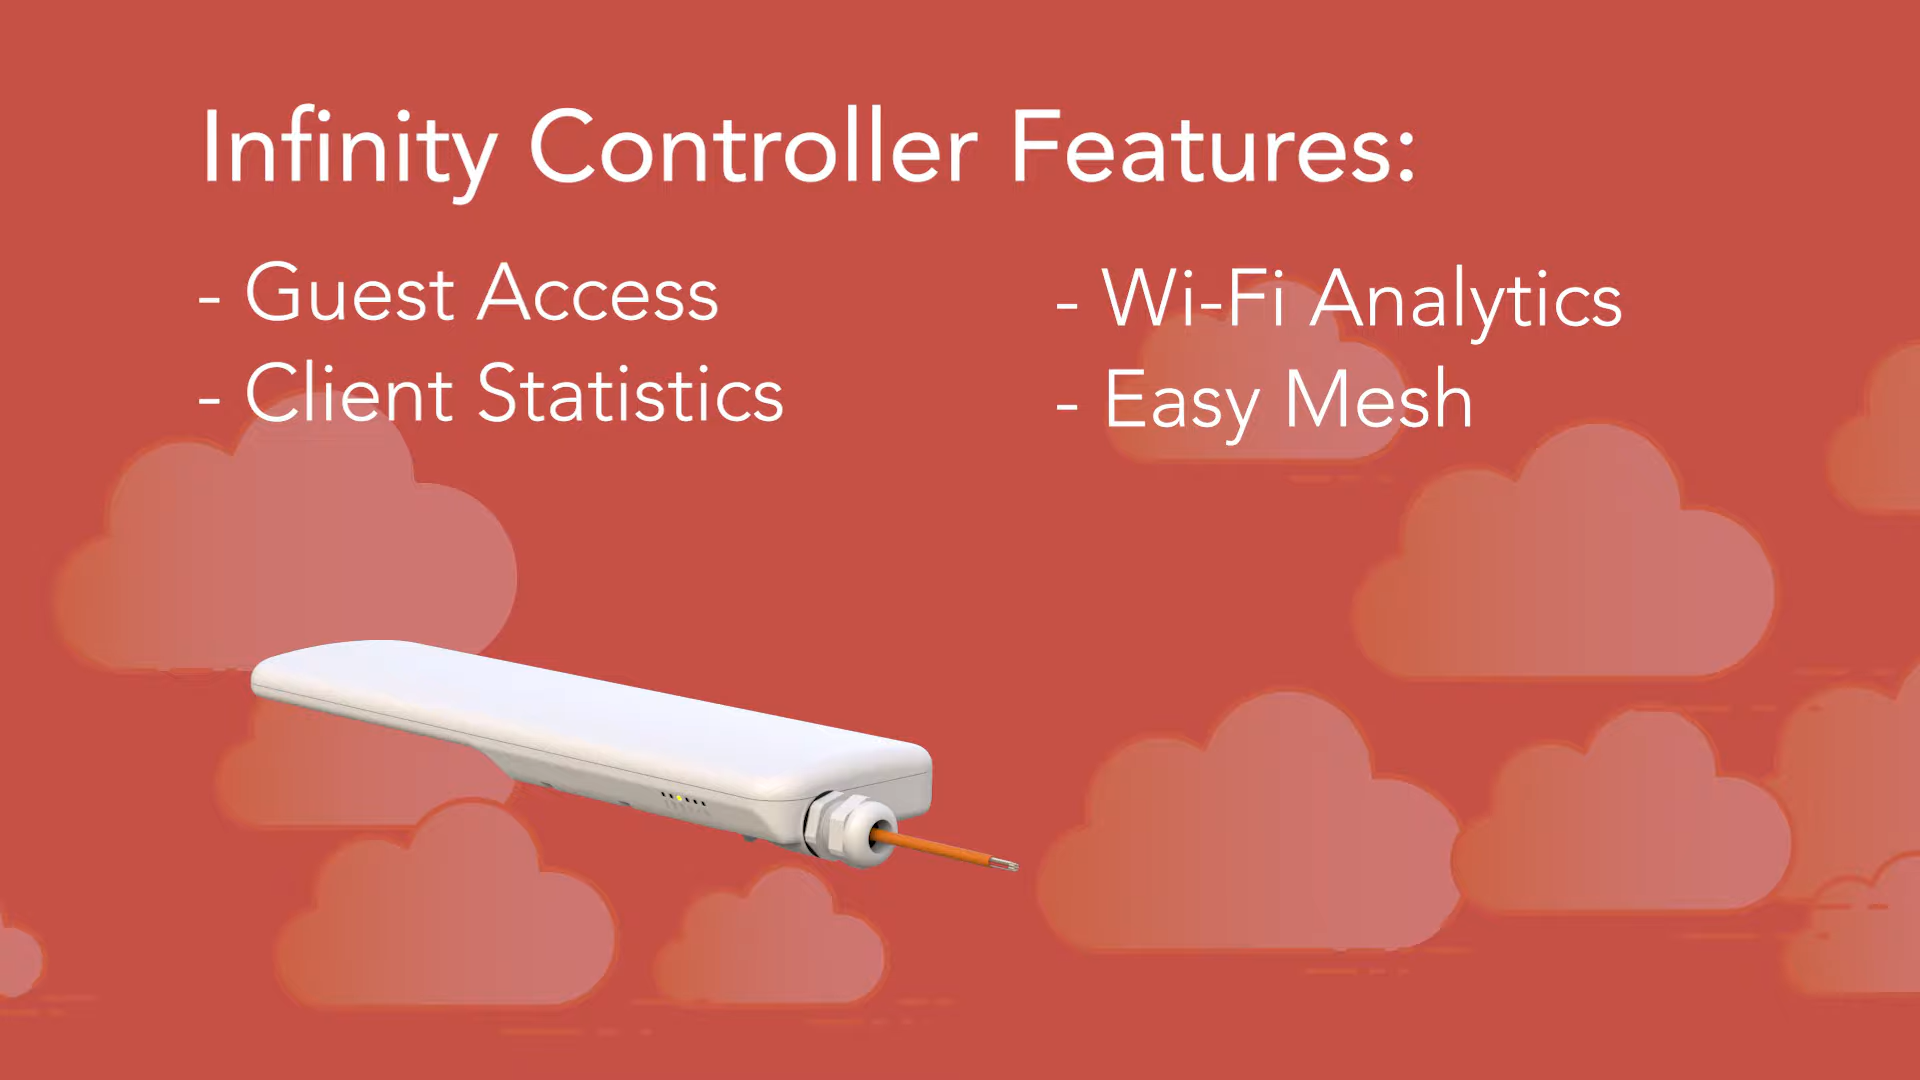 Infinity Controller Features:
- Guest Access
- Client Statistics
- Wi-Fi Analytics
- Easy Mesh